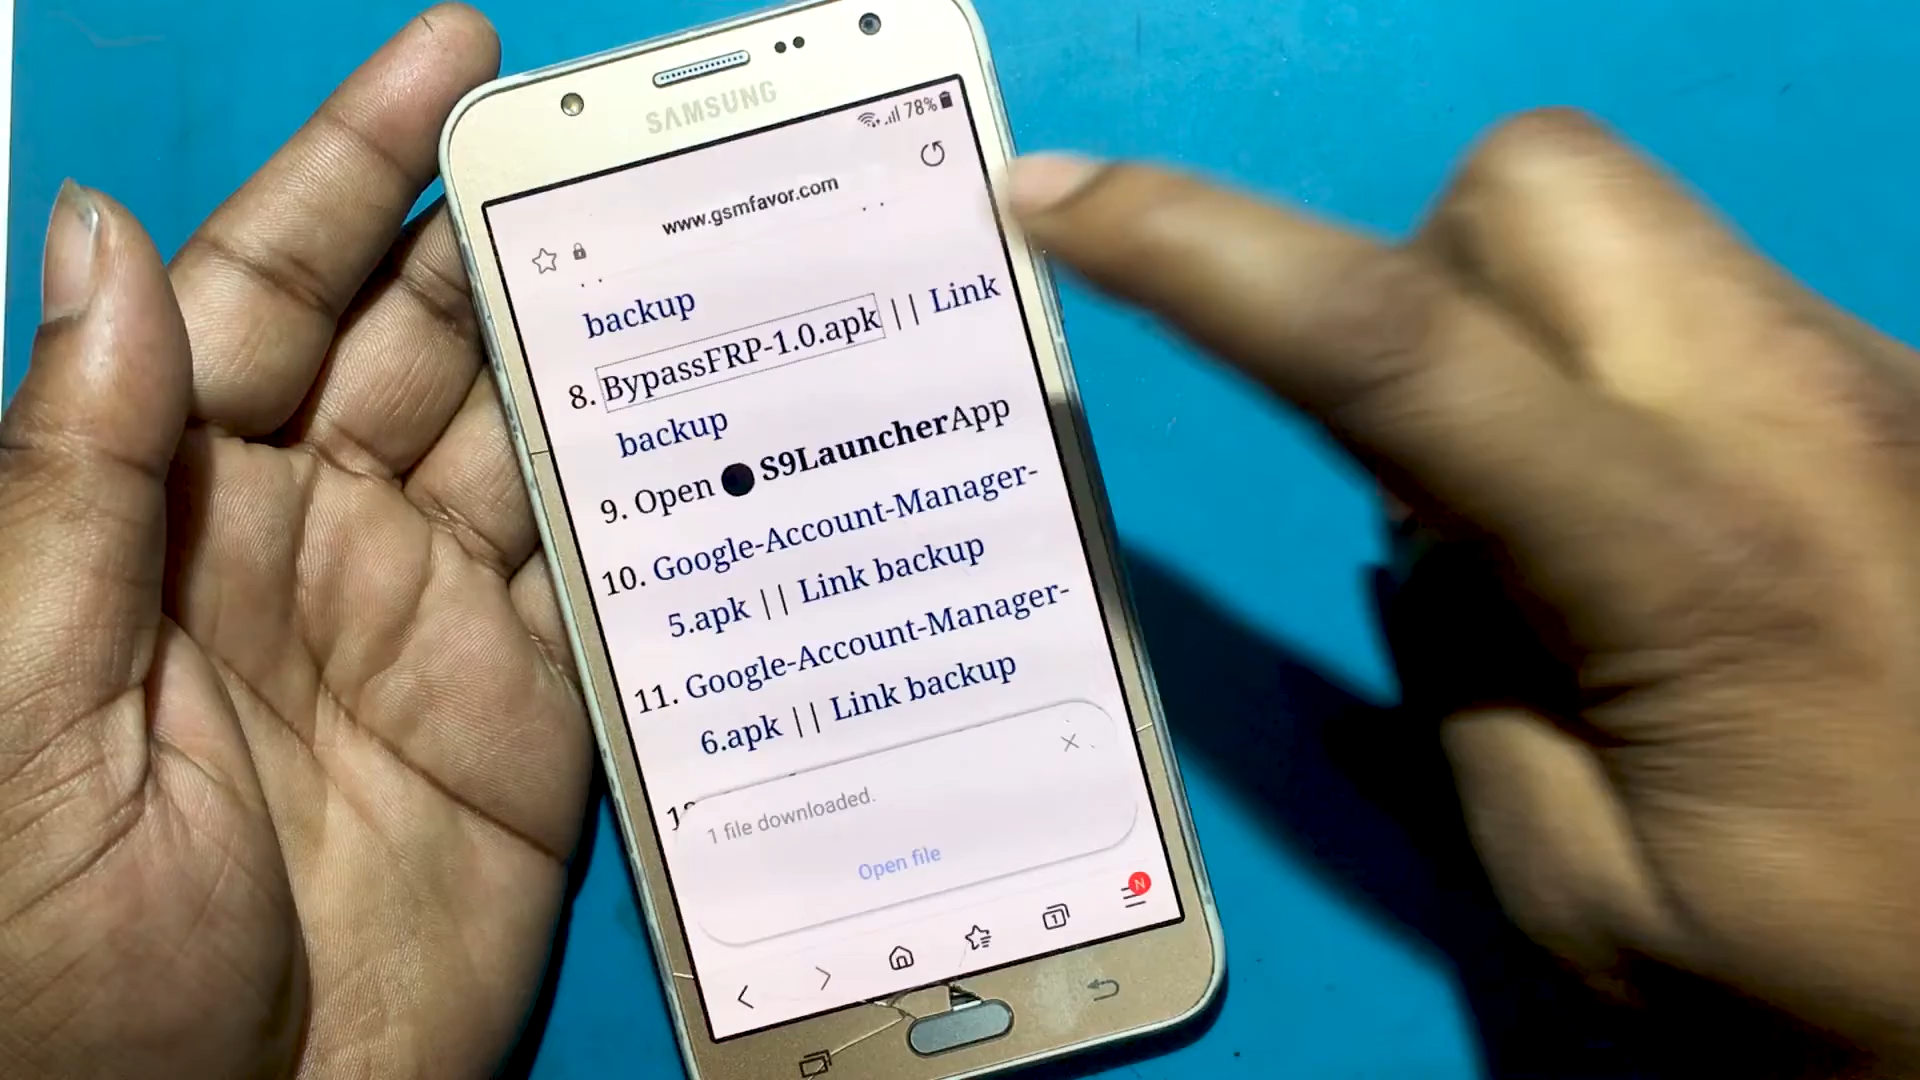 SAMSUNG
78%
www.gsmfavor.com
backup
8. BypassFRP-1.0.apk || Link
backup
9. Open S9LauncherApp
10. Google-Account-Manager-
5.apk || Link backup
11. Google-Account-Manager-
6.apk || Link backup
1 file downloaded.
Open file
N
1